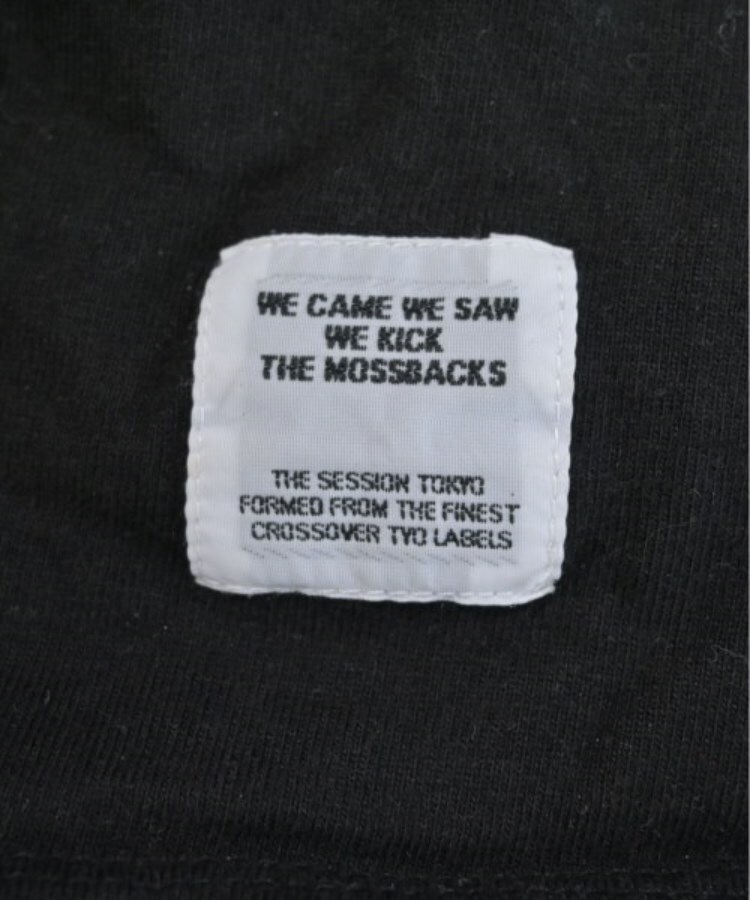 WE CAME WE SAW
WE KICK
THE MOSSBACKS
THE SESSION TOKYO
FORMED FROM THE FINEST
CROSSOVER TYO LABELS